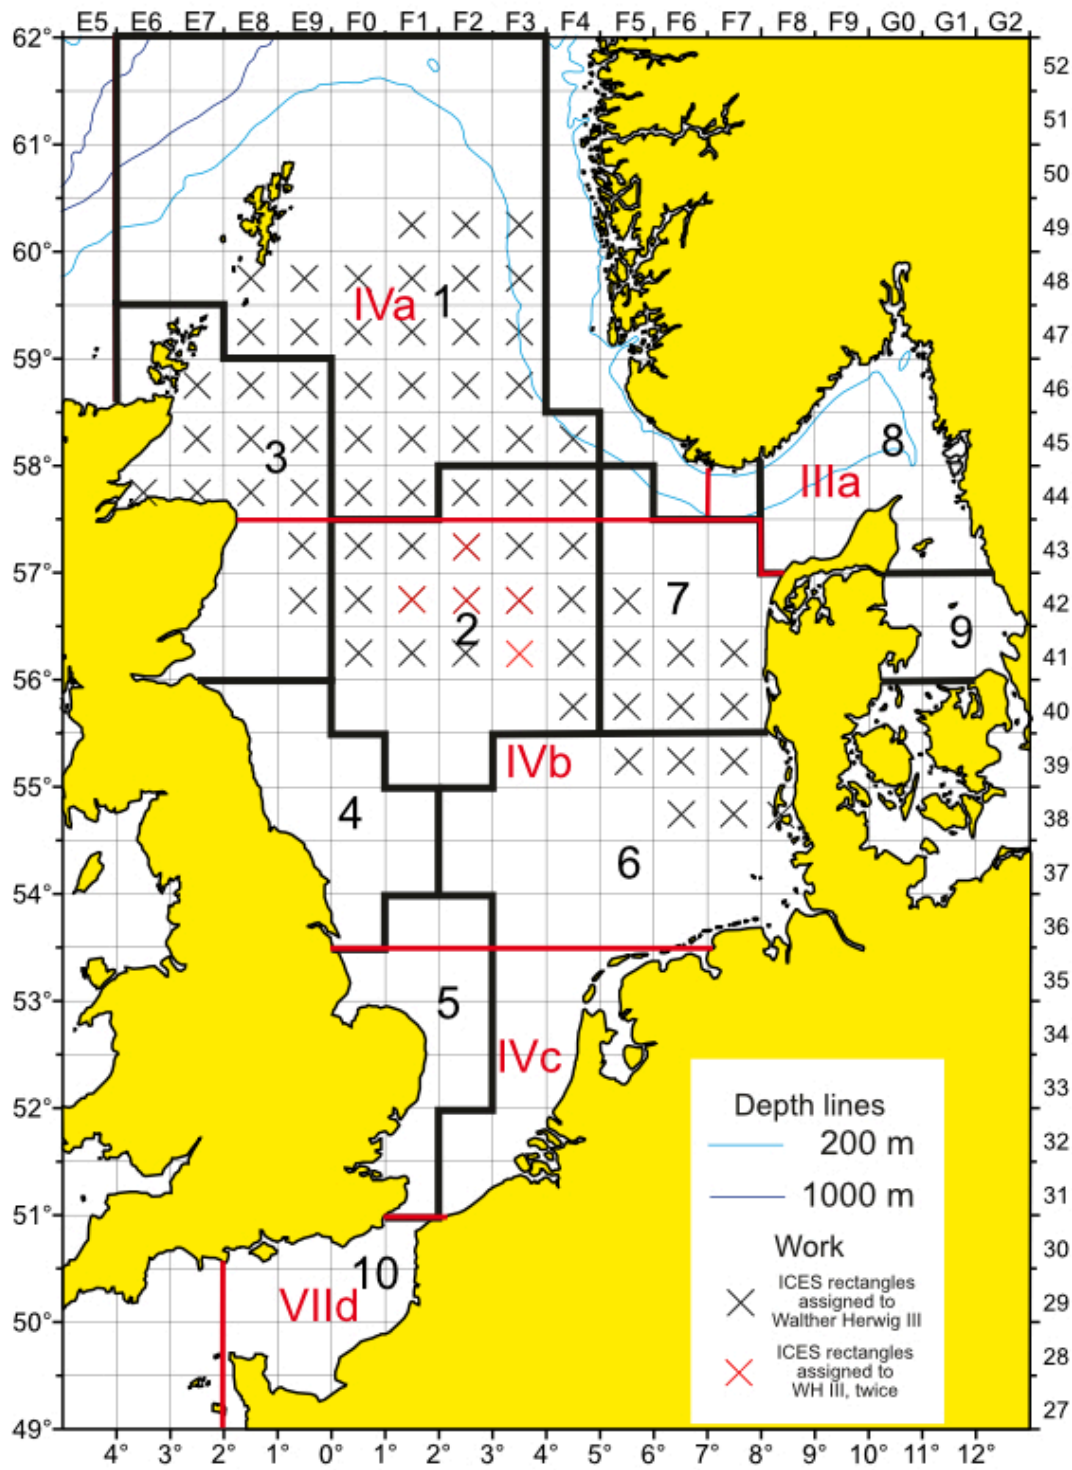 E5 E6 E7 E8 E9 F0 F1 F2 F3 F4 F5 F6 F7 F8 F9 G0 G1 G2
62°
52
51
61°
50
49
60°
48
IVa 1
47
59°
46
8
45
3
58°
IIIa
44
43
57°
42
7
2
9
41
56°
40
IVb
39
55°
4
38
6
37
54°
36
35
53°
5
34
IVc
33
52°
Depth lines
32
200 m
31
1000 m
51°
30
Work
10
ICES rectangles
assigned to
Walther Herwig III
29
VIId
50°
28
ICES rectangles
assigned to
WH III, twice
27
49°
4° 3° 2° 1° 0° 1° 2° 3° 4° 5° 6° 7° 8° 9° 10° 11° 12°